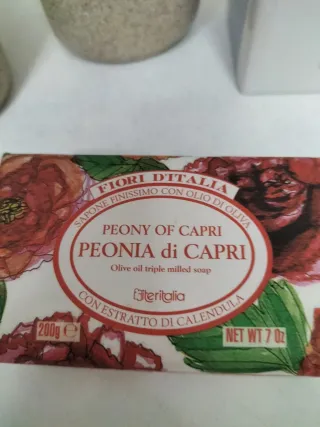 FIORI D'ITALIA
SAPONE FINISSIMO CON OLIO DI OLIVA
PEONY OF CAPRI
PEONIA di CAPRI
Olive oil triple milled soap
Iteritalia
CON ESTRATTO DI CALENDULA
200g e
NET WT 7 Oz